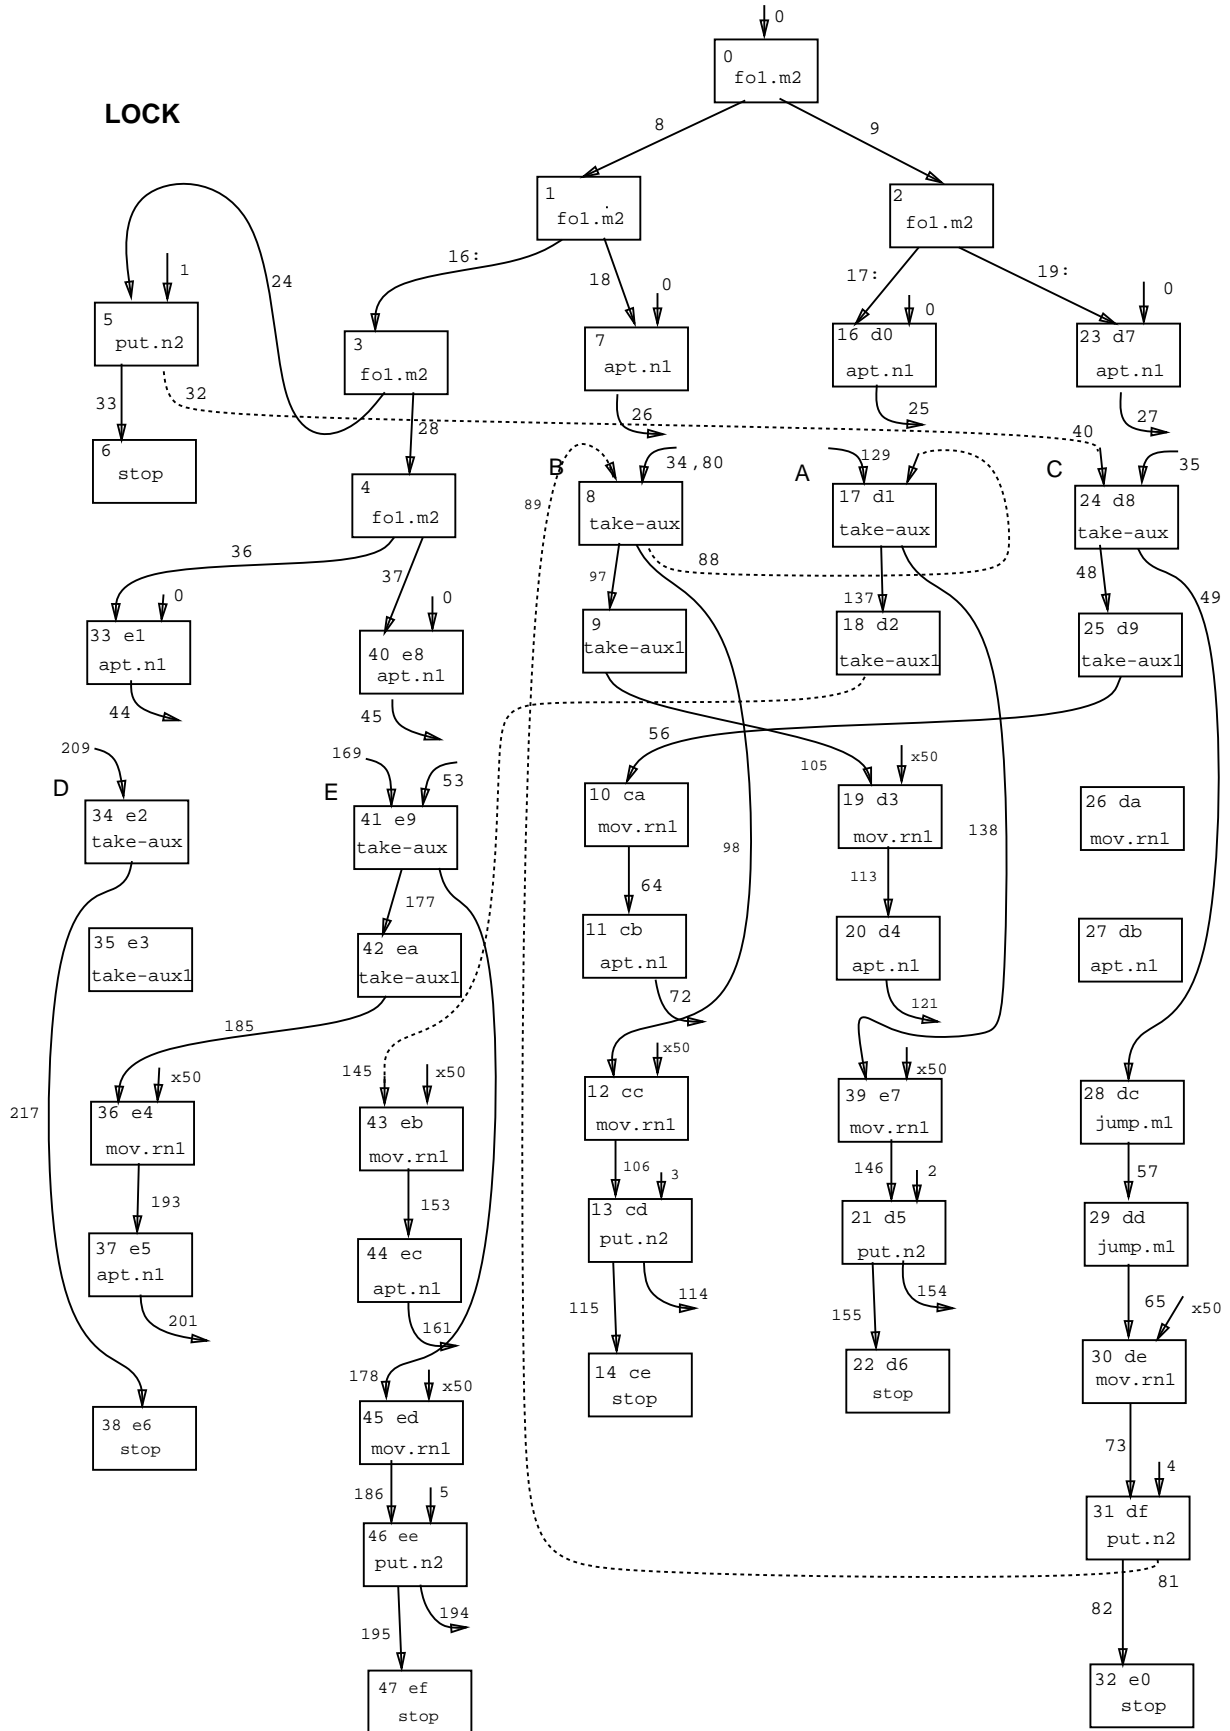 0
0
fo1.m2
LOCK
8
9
1
fo1.m2
2
fo1.m2
16:
18
17:
19:
24
1
0
0
0
5
put.n2
3
fo1.m2
7
apt.n1
16 d0
apt.n1
23 d7
apt.n1
33
32
28
26
25
27
6
stop
40
4
fo1.m2
B
34,80
129
A
C
35
89
8
take-aux
17 d1
take-aux
24 d8
take-aux
36
37
97
88
137
48
49
0
0
33 e1
apt.n1
40 e8
apt.n1
9
take-aux1
18 d2
take-aux1
25 d9
take-aux1
44
45
56
209
169
53
105
x50
D
E
34 e2
take-aux
41 e9
take-aux
10 ca
mov.rn1
19 d3
mov.rn1
26 da
mov.rn1
98
138
177
64
113
35 e3
take-aux1
42 ea
take-aux1
11 cb
apt.n1
20 d4
apt.n1
27 db
apt.n1
185
72
121
x50
145
x50
x50
x50
217
36 e4
mov.rn1
43 eb
mov.rn1
12 cc
mov.rn1
39 e7
mov.rn1
28 dc
jump.m1
193
153
106
3
146
2
57
37 e5
apt.n1
44 ec
apt.n1
13 cd
put.n2
21 d5
put.n2
29 dd
jump.m1
201
161
115
114
155
154
65
x50
178
x50
14 ce
stop
22 d6
stop
30 de
mov.rn1
38 e6
stop
45 ed
mov.rn1
73
186
5
4
46 ee
put.n2
31 df
put.n2
81
195
194
82
47 ef
stop
32 e0
stop